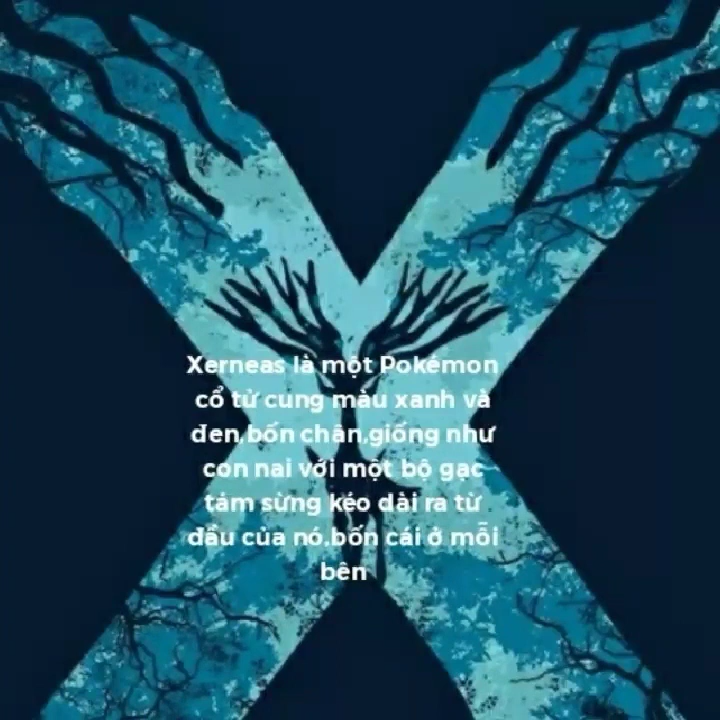 Xerneas là một Pokémon
cổ tử cung màu xanh và
đen,bốn chân,giống như
con nai với một bộ gạc
tám sừng kéo dài ra từ
đầu của nó.bốn cái ở mỗi
bên